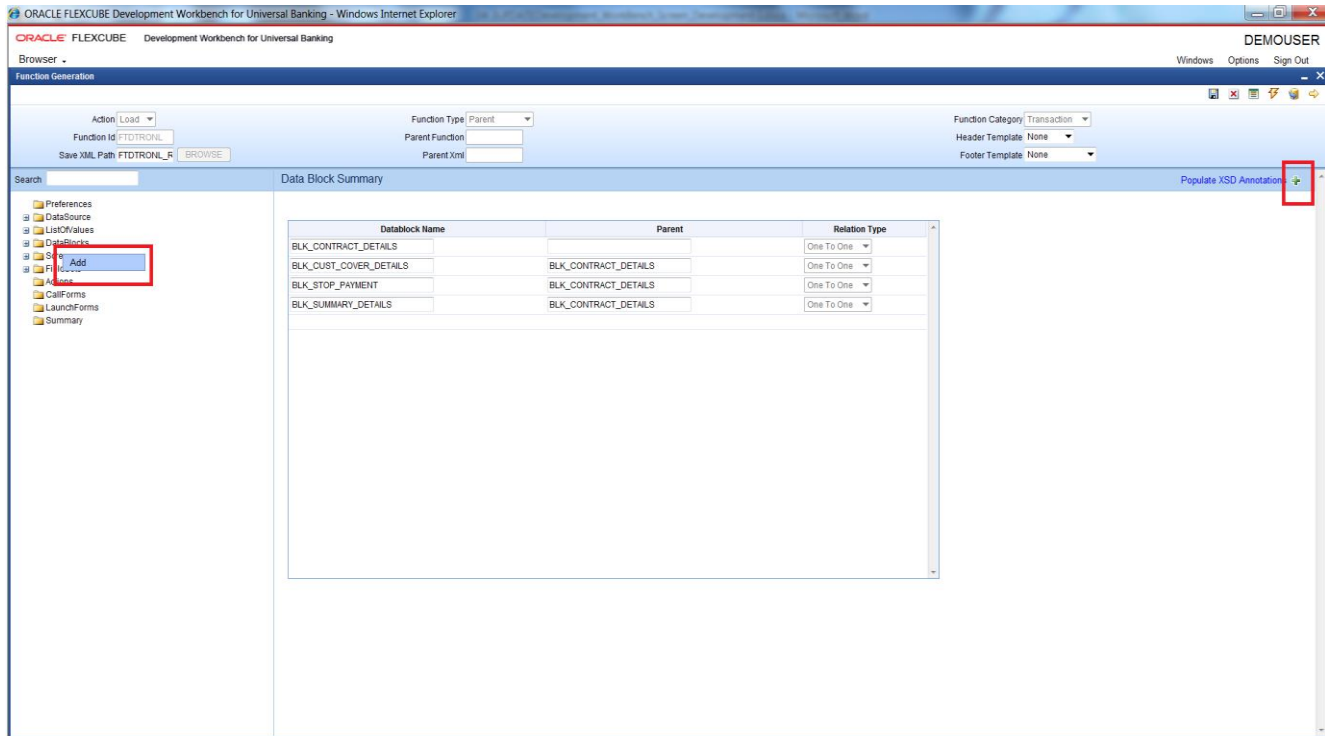 ORACLE FLEXCUBE Development Workbench for Universal Banking - Windows Internet Explorer
ORACLE FLEXCUBE Development Workbench for Universal Banking
DEMOUSER
Browser
Windows Options Sign Out
Function Generation
Action Load Function Type Parent Function Category Transaction
Function Id FTDTRONL Parent Function Header Template None
Save XML Path FTDTRONL_R BROWSE Parent Xml Footer Template None
Search Data Block Summary Populate XSD Annotations
Preferences
DataSource
ListOfValues
DataBlocks
Add
Actions
CallForms
LaunchForms
Summary
Datablock Name Parent Relation Type
BLK_CONTRACT_DETAILS One To One
BLK_CUST_COVER_DETAILS BLK_CONTRACT_DETAILS One To One
BLK_STOP_PAYMENT BLK_CONTRACT_DETAILS One To One
BLK_SUMMARY_DETAILS BLK_CONTRACT_DETAILS One To One